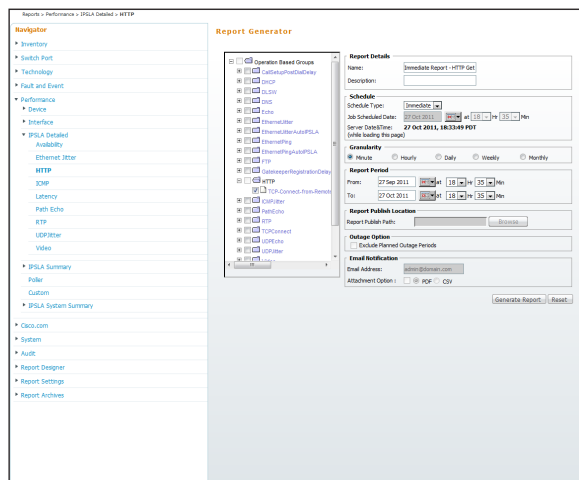 Reports » Performance » IPSLA Detailed » HTTP
Navigator
Inventory
Switch Port
Technology
Fault and Event
Performance
Device
Interface
IPSLA Detailed
Availability
Ethernet Jitter
HTTP
ICMP
Latency
Path Echo
RTP
UDPJitter
Video
IPSLA Summary
Poller
Custom
IPSLA System Summary
Cisco.com
System
Audit
Report Designer
Report Settings
Report Archives
Report Generator
Operation Based Groups
CallSetupPostDialDelay
DHCP
DLSW
DNS
Echo
EthernetJitter
EthernetJitterAutoIPSLA
EthernetPing
EthernetPingAutoIPSLA
FTP
GatekeeperRegistrationDelay
HTTP
TCP-Connect-from-Remote
ICMPJitter
PathEcho
RTP
TCPConnect
UDPEcho
UDPJitter
Report Details
Name: Immediate Report - HTTP Get
Description:
Schedule
Schedule Type: Immediate
Job Scheduled Date: 27 Oct 2011 at 18 Hr 35 Min
Server Date&Time: 27 Oct 2011, 18:33:49 PDT
(while loading this page)
Granularity
Minute Hourly Daily Weekly Monthly
Report Period
From: 27 Sep 2011 at 18 Hr 35 Min
To: 27 Oct 2011 at 18 Hr 35 Min
Report Publish Location
Report Publish Path: Browse
Outage Option
Exclude Planned Outage Periods
Email Notification
Email Address: admin@domain.com
Attachment Option : PDF CSV
Generate Report Reset